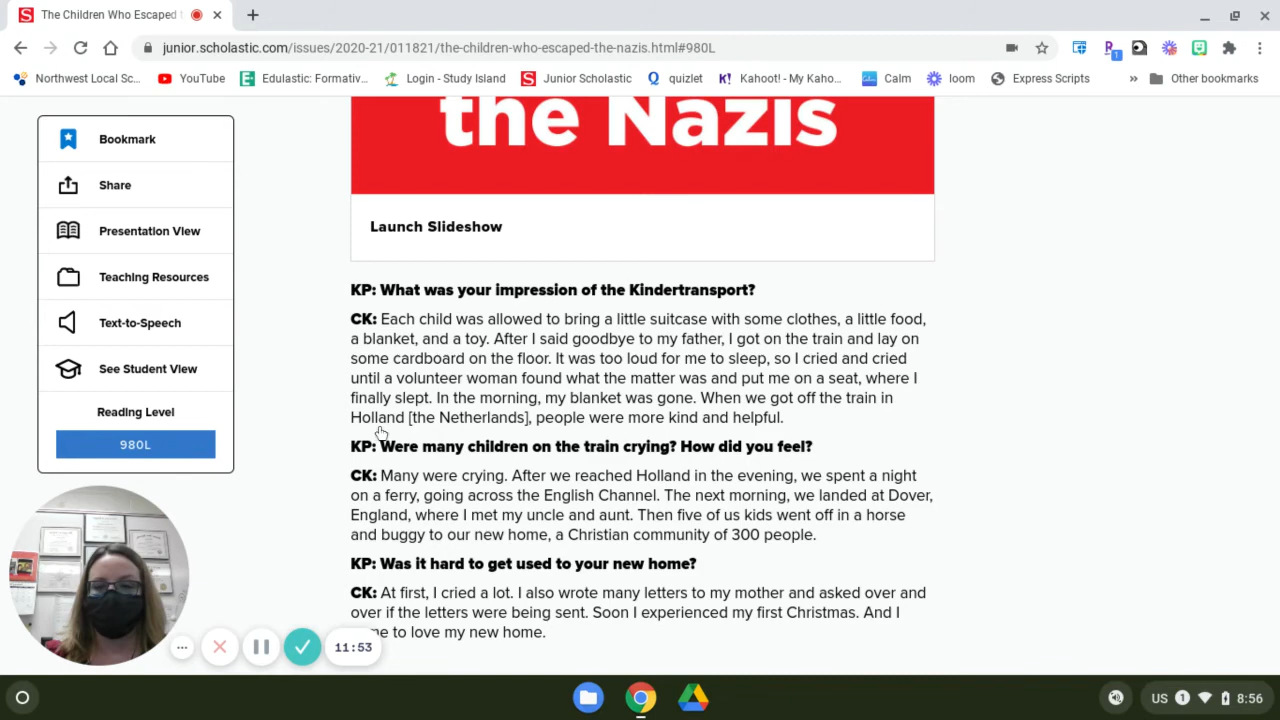 The Children Who Escaped t
junior.scholastic.com/issues/2020-21/011821/the-children-who-escaped-the-nazis.html#980L
Northwest Local Sc... YouTube Edulastic: Formativ... Login - Study Island Junior Scholastic quizlet Kahoot! - My Kaho... Calm loom Express Scripts » Other bookmarks
the Nazis
Bookmark
Share
Presentation View
Teaching Resources
Text-to-Speech
See Student View
Reading Level
980L
Launch Slideshow
KP: What was your impression of the Kindertransport?
CK: Each child was allowed to bring a little suitcase with some clothes, a little food,
a blanket, and a toy. After I said goodbye to my father, I got on the train and lay on
some cardboard on the floor. It was too loud for me to sleep, so I cried and cried
until a volunteer woman found what the matter was and put me on a seat, where I
finally slept. In the morning, my blanket was gone. When we got off the train in
Holland [the Netherlands], people were more kind and helpful.
KP: Were many children on the train crying? How did you feel?
CK: Many were crying. After we reached Holland in the evening, we spent a night
on a ferry, going across the English Channel. The next morning, we landed at Dover,
England, where I met my uncle and aunt. Then five of us kids went off in a horse
and buggy to our new home, a Christian community of 300 people.
KP: Was it hard to get used to your new home?
CK: At first, I cried a lot. I also wrote many letters to my mother and asked over and
over if the letters were being sent. Soon I experienced my first Christmas. And I
to love my new home.
11:53
US 1 8:56